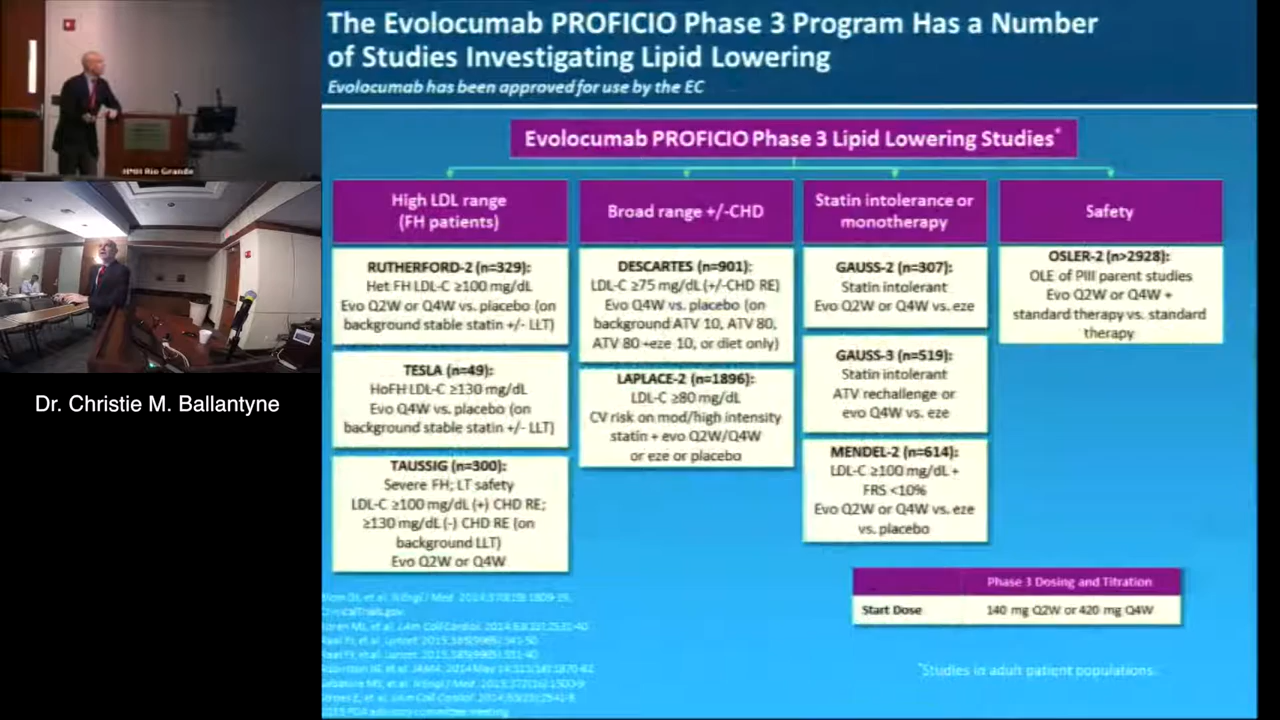 The Evolocumab PROFICIO Phase 3 Program Has a Number
of Studies Investigating Lipid Lowering
Evolocumab has been approved for use by the EC
Evolocumab PROFICIO Phase 3 Lipid Lowering Studies*
High LDL range
(FH patients)
RUTHERFORD-2 (n=329):
Het FH LDL-C ≥100 mg/dL
Evo Q2W or Q4W vs. placebo (on
background stable statin +/- LLT)
TESLA (n=49):
HoFH LDL-C ≥130 mg/dL
Evo Q4W vs. placebo (on
background stable statin +/- LLT)
TAUSSIG (n=300):
Severe FH; LT safety
LDL-C ≥100 mg/dL (+) CHD RE;
≥130 mg/dL (-) CHD RE (on
background LLT)
Evo Q2W or Q4W
Broad range +/-CHD
DESCARTES (n=901):
LDL-C ≥75 mg/dL (+/-CHD RE)
Evo Q4W vs. placebo (on
background ATV 10, ATV 80,
ATV 80 +eze 10, or diet only)
LAPLACE-2 (n=1896):
LDL-C ≥80 mg/dL
CV risk on mod/high intensity
statin + evo Q2W/Q4W
or eze or placebo
Statin intolerance or
monotherapy
GAUSS-2 (n=307):
Statin intolerant
Evo Q2W or Q4W vs. eze
GAUSS-3 (n=519):
Statin intolerant
ATV rechallenge or
evo Q4W vs. eze
MENDEL-2 (n=614):
LDL-C ≥100 mg/dL +
FRS <10%
Evo Q2W or Q4W vs. eze
vs. placebo
Safety
OSLER-2 (n>2928):
OLE of PIII parent studies
Evo Q2W or Q4W +
standard therapy vs. standard
therapy
Phase 3 Dosing and Titration
Start Dose 140 mg Q2W or 420 mg Q4W
*Studies in adult patient populations.
ClinicalTrials.gov
2015 FDA advisory committee meeting
HMH Rio Grande
Dr. Christie M. Ballantyne